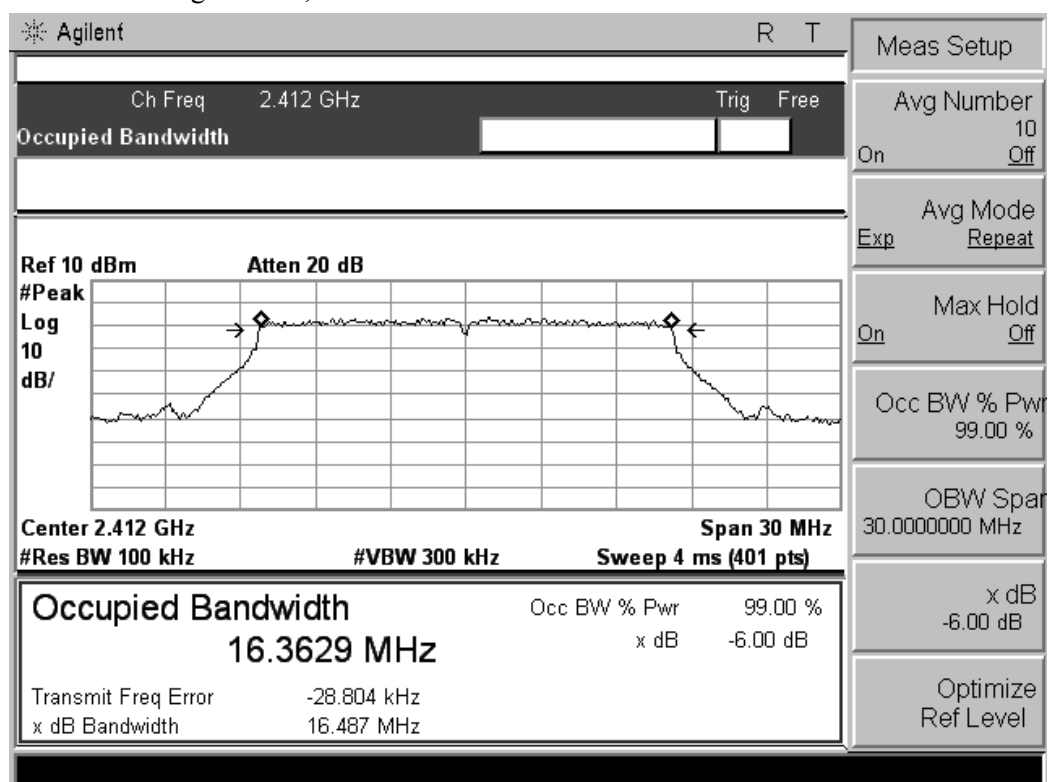 Agilent R T
Meas Setup
Ch Freq 2.412 GHz Trig Free
Occupied Bandwidth
Avg Number
10
On Off
Avg Mode
Exp Repeat
Max Hold
On Off
Occ BW % Pwr
99.00 %
OBW Span
30.0000000 MHz
x dB
-6.00 dB
Optimize
Ref Level
Ref 10 dBm Atten 20 dB
#Peak
Log
10
dB/
Center 2.412 GHz Span 30 MHz
#Res BW 100 kHz #VBW 300 kHz Sweep 4 ms (401 pts)
Occupied Bandwidth Occ BW % Pwr 99.00 %
16.3629 MHz x dB -6.00 dB
Transmit Freq Error -28.804 kHz
x dB Bandwidth 16.487 MHz